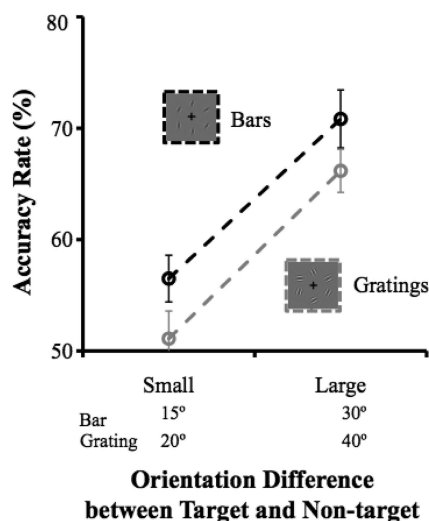 80
70
60
50
Accuracy Rate (%)
Bars
Gratings
Small Large
Bar 15º 30º
Grating 20º 40º
Orientation Difference
between Target and Non-target